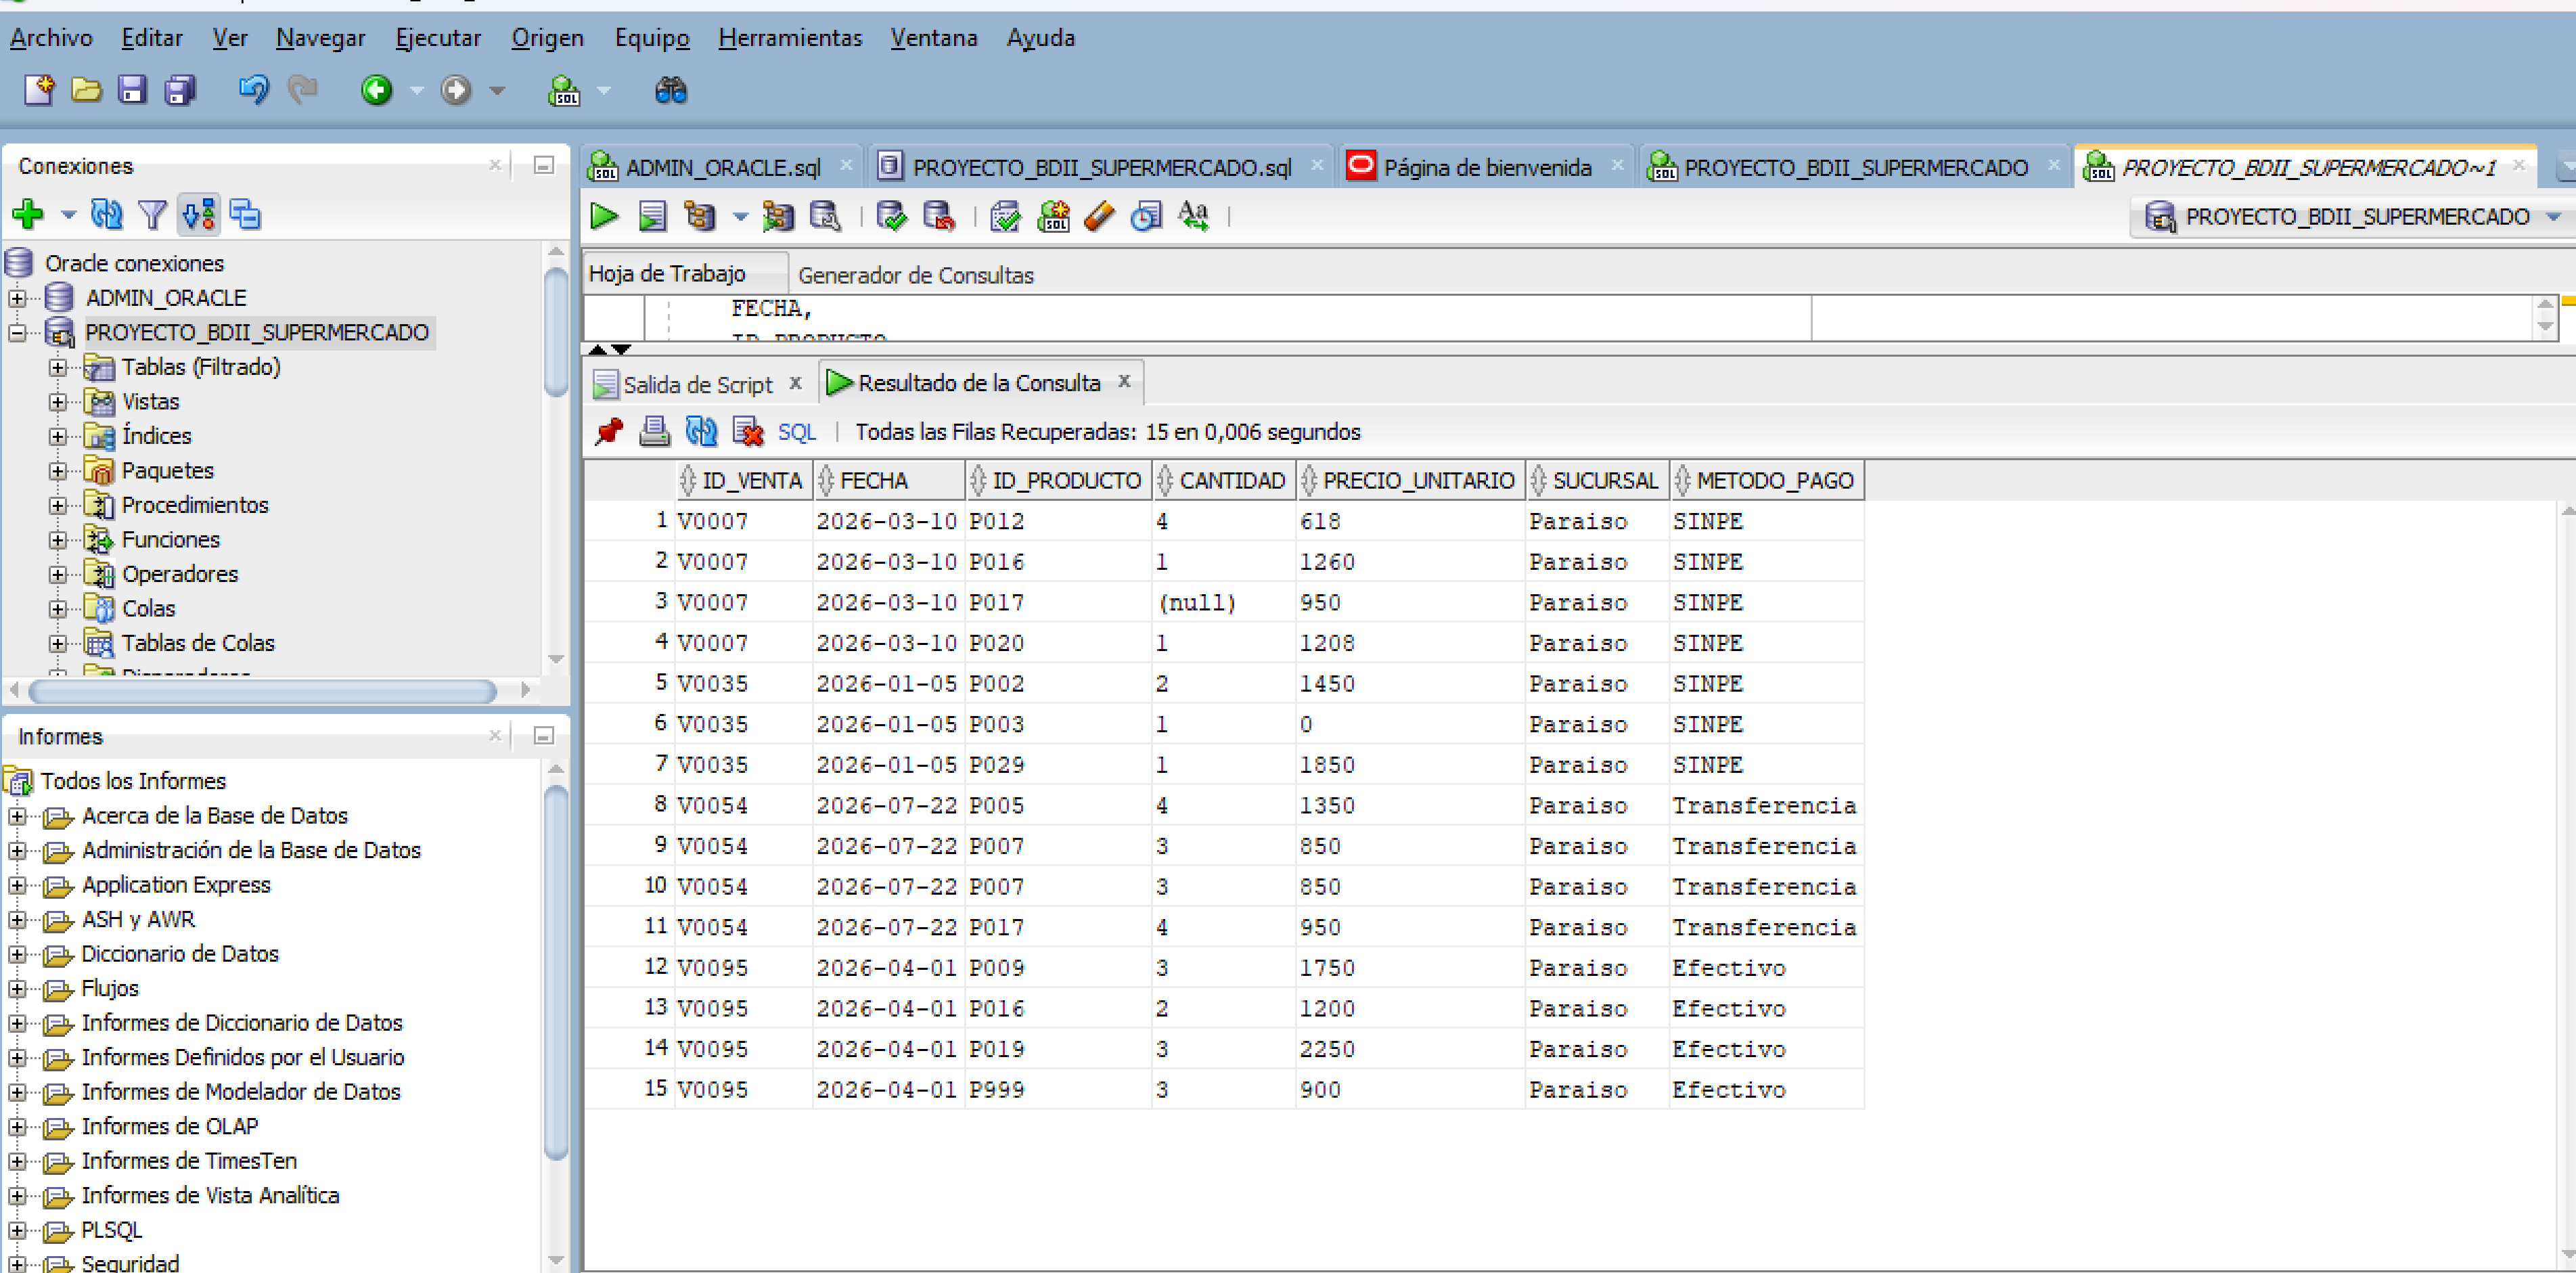 Archivo Editar Ver Navegar Ejecutar Origen Equipo Herramientas Ventana Ayuda
Conexiones
Oracle conexiones
ADMIN_ORACLE
PROYECTO_BDII_SUPERMERCADO
Tablas (Filtrado)
Vistas
Índices
Paquetes
Procedimientos
Funciones
Operadores
Colas
Tablas de Colas
Informes
Todos los Informes
Acerca de la Base de Datos
Administración de la Base de Datos
Application Express
ASH y AWR
Diccionario de Datos
Flujos
Informes de Diccionario de Datos
Informes Definidos por el Usuario
Informes de Modelador de Datos
Informes de OLAP
Informes de TimesTen
Informes de Vista Analítica
PLSQL
Seguridad
ADMIN_ORACLE.sql PROYECTO_BDII_SUPERMERCADO.sql Página de bienvenida PROYECTO_BDII_SUPERMERCADO PROYECTO_BDII_SUPERMERCADO~1
PROYECTO_BDII_SUPERMERCADO
Hoja de Trabajo Generador de Consultas
FECHA,
ID_PRODUCTO
Salida de Script x Resultado de la Consulta x
SQL | Todas las Filas Recuperadas: 15 en 0,006 segundos
ID_VENTA FECHA ID_PRODUCTO CANTIDAD PRECIO_UNITARIO SUCURSAL METODO_PAGO
1 V0007 2026-03-10 P012 4 618 Paraiso SINPE
2 V0007 2026-03-10 P016 1 1260 Paraiso SINPE
3 V0007 2026-03-10 P017 (null) 950 Paraiso SINPE
4 V0007 2026-03-10 P020 1 1208 Paraiso SINPE
5 V0035 2026-01-05 P002 2 1450 Paraiso SINPE
6 V0035 2026-01-05 P003 1 0 Paraiso SINPE
7 V0035 2026-01-05 P029 1 1850 Paraiso SINPE
8 V0054 2026-07-22 P005 4 1350 Paraiso Transferencia
9 V0054 2026-07-22 P007 3 850 Paraiso Transferencia
10 V0054 2026-07-22 P007 3 850 Paraiso Transferencia
11 V0054 2026-07-22 P017 4 950 Paraiso Transferencia
12 V0095 2026-04-01 P009 3 1750 Paraiso Efectivo
13 V0095 2026-04-01 P016 2 1200 Paraiso Efectivo
14 V0095 2026-04-01 P019 3 2250 Paraiso Efectivo
15 V0095 2026-04-01 P999 3 900 Paraiso Efectivo